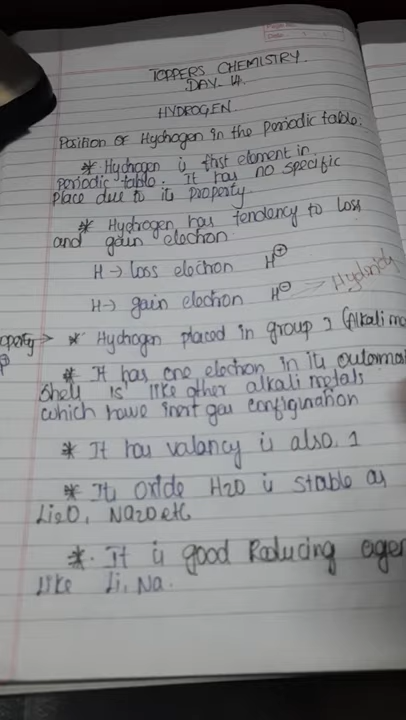 TOPPERS CHEMISTRY.
DAY- 14.
HYDROGEN
Position of Hydrogen in the periodic table:
* Hydrogen is first element in
periodic table. It has no specific
place due to its property.
* Hydrogen has tendency to loss
and gain electron
H → loss electron H⊕
H → gain electron H⊖ Hydride
* Hydrogen placed in group 1 (Alkali
* It has one electron in its
shell is like other alkali metals
which have inert gas configuration
* It has valancy is also 1
* Its oxide H2O is stable as
Li2O, Na2O etc
* It is good Reducing
like Li, Na.